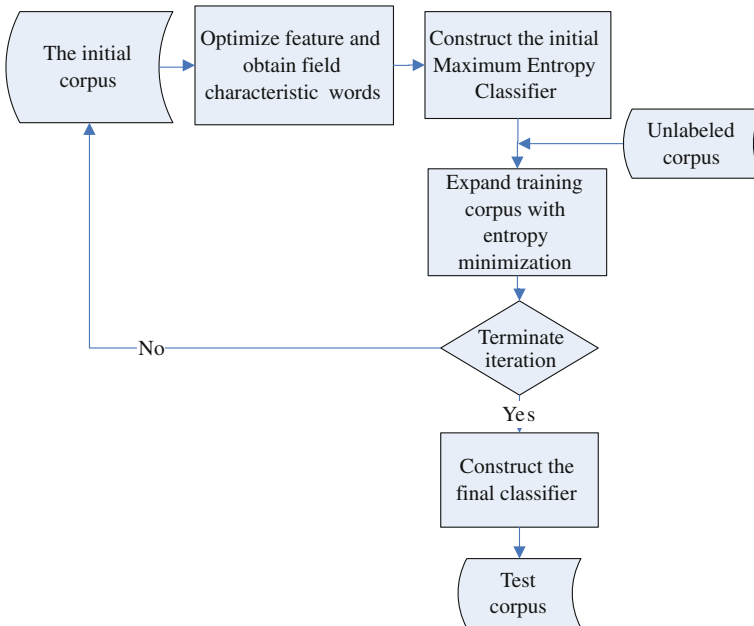 The initial
corpus
Optimize feature and
obtain field
characteristic words
Construct the initial
Maximum Entropy
Classifier
Unlabeled
corpus
Expand training
corpus with
entropy
minimization
Terminate
iteration
No
Yes
Construct the
final classifier
Test
corpus